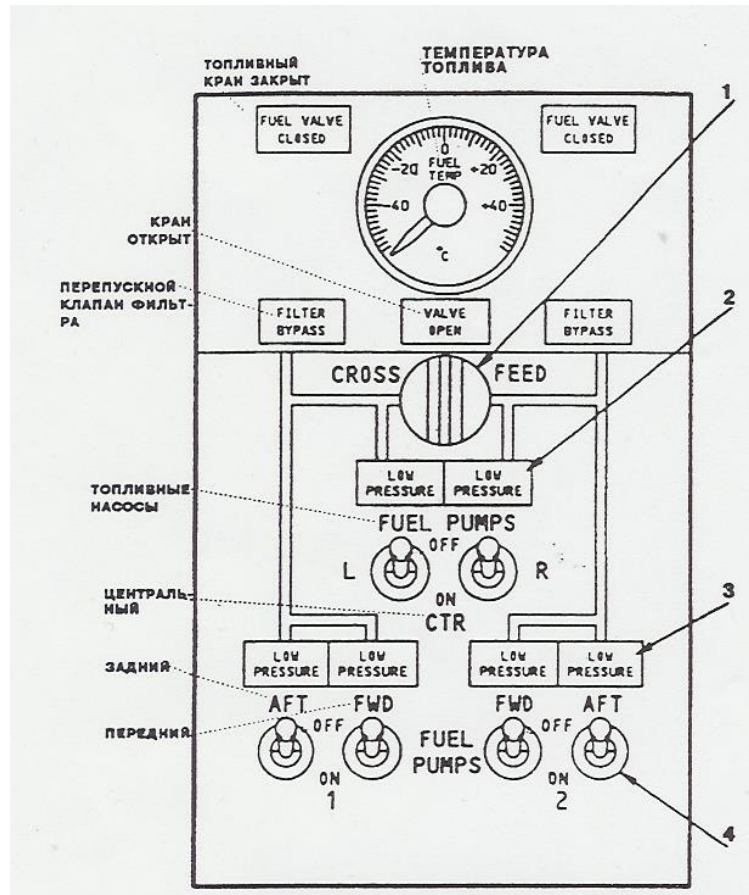 ТОПЛИВНЫЙ
КРАН ЗАКРЫТ
ТЕМПЕРАТУРА
ТОПЛИВА
1
FUEL VALVE
CLOSED
FUEL VALVE
CLOSED
0
-20
FUEL
TEMP
+20
-40
+40
°C
КРАН
ОТКРЫТ
ПЕРЕПУСКНОЙ
КЛАПАН ФИЛЬТ-
РА
FILTER
BYPASS
VALVE
OPEN
FILTER
BYPASS
2
CROSS FEED
LOW
PRESSURE
LOW
PRESSURE
ТОПЛИВНЫЕ
НАСОСЫ
FUEL PUMPS
OFF
L R
ON
CTR
ЦЕНТРАЛЬ-
НЫЙ
3
LOW
PRESSURE
LOW
PRESSURE
LOW
PRESSURE
LOW
PRESSURE
ЗАДНИЙ
AFT FWD FWD AFT
ПЕРЕДНИЙ
OFF OFF
FUEL
PUMPS
ON ON
1 2
4